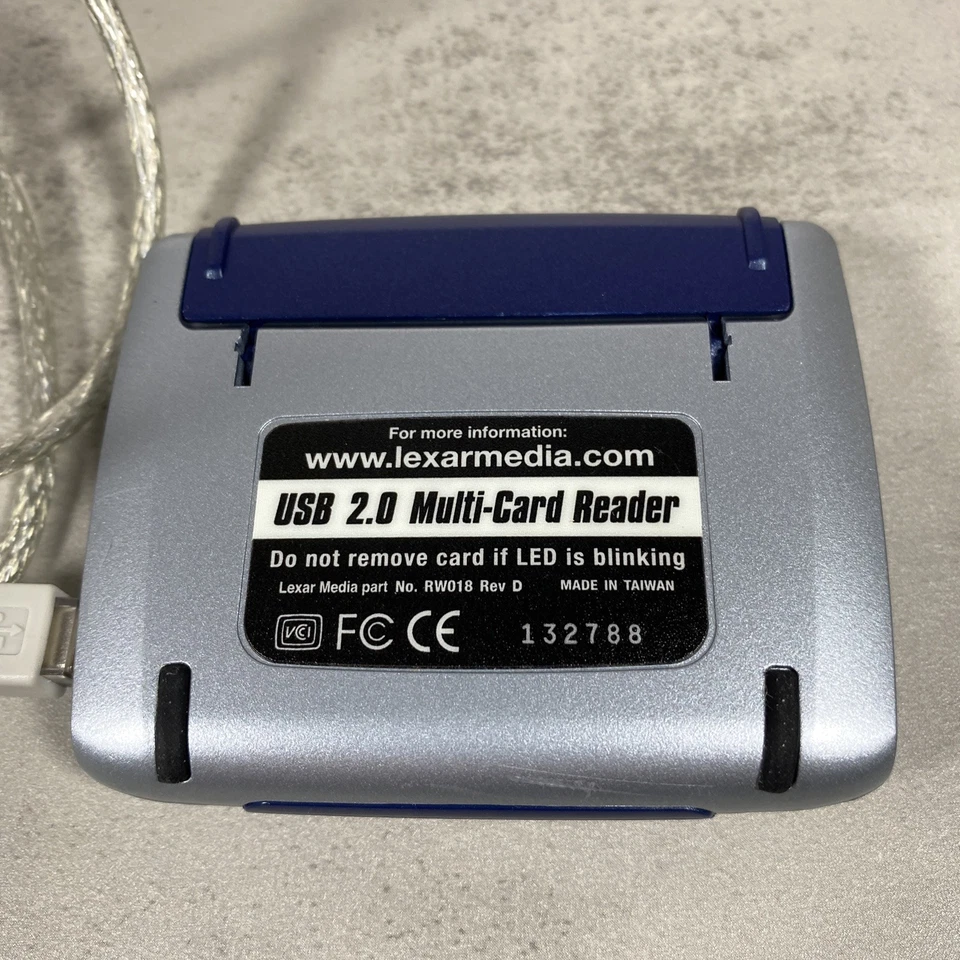 For more information:
www.lexarmedia.com
USB 2.0 Multi-Card Reader
Do not remove card if LED is blinking
Lexar Media part No. RW018 Rev D MADE IN TAIWAN
VCI FC CE 132788